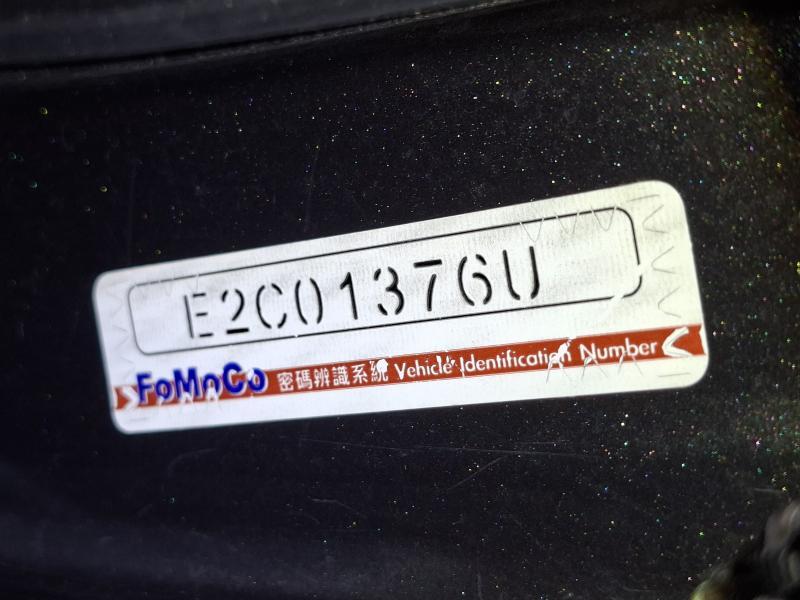 E2C01376U
FoMoCo 密碼辨識系統 Vehicle Identification Number